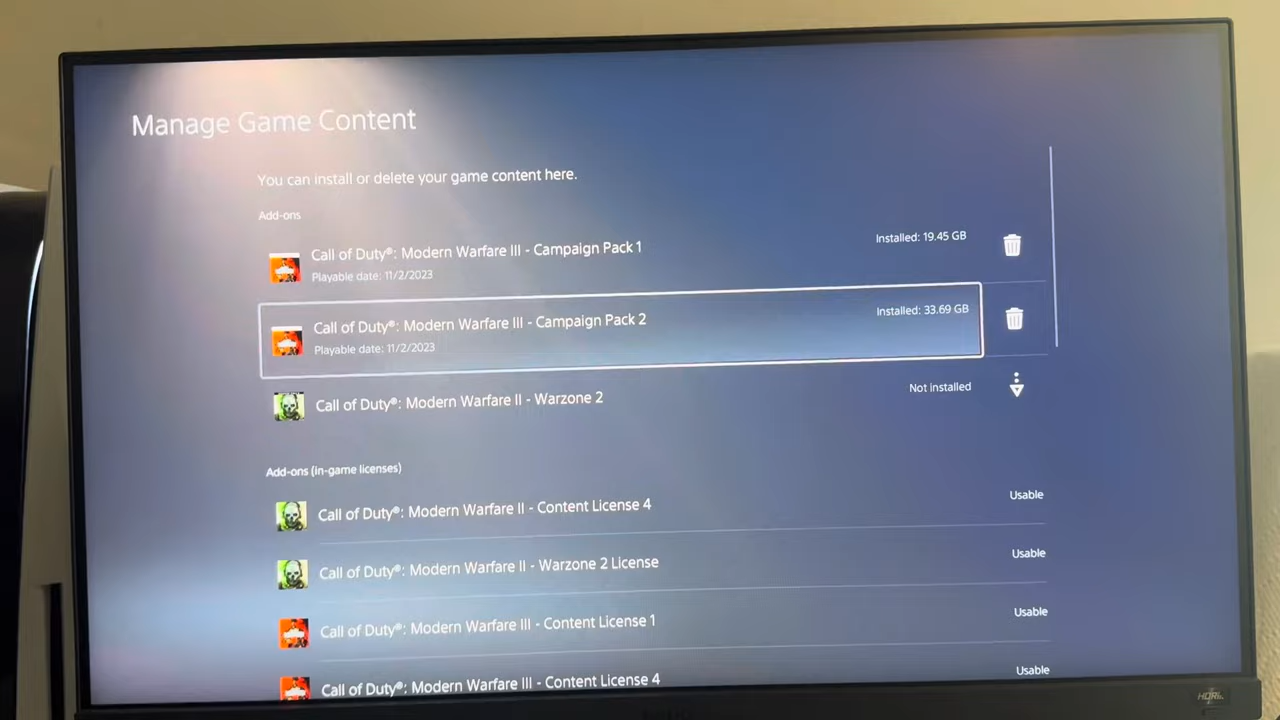 Manage Game Content
You can install or delete your game content here.
Add-ons
Call of Duty®: Modern Warfare III - Campaign Pack 1
Installed: 19.45 GB
Playable date: 11/2/2023
Call of Duty®: Modern Warfare III - Campaign Pack 2
Installed: 33.69 GB
Playable date: 11/2/2023
Call of Duty®: Modern Warfare II - Warzone 2
Not installed
Add-ons (in-game licenses)
Call of Duty®: Modern Warfare II - Content License 4
Usable
Call of Duty®: Modern Warfare II - Warzone 2 License
Usable
Call of Duty®: Modern Warfare III - Content License 1
Usable
Call of Duty®: Modern Warfare III - Content License 4
Usable